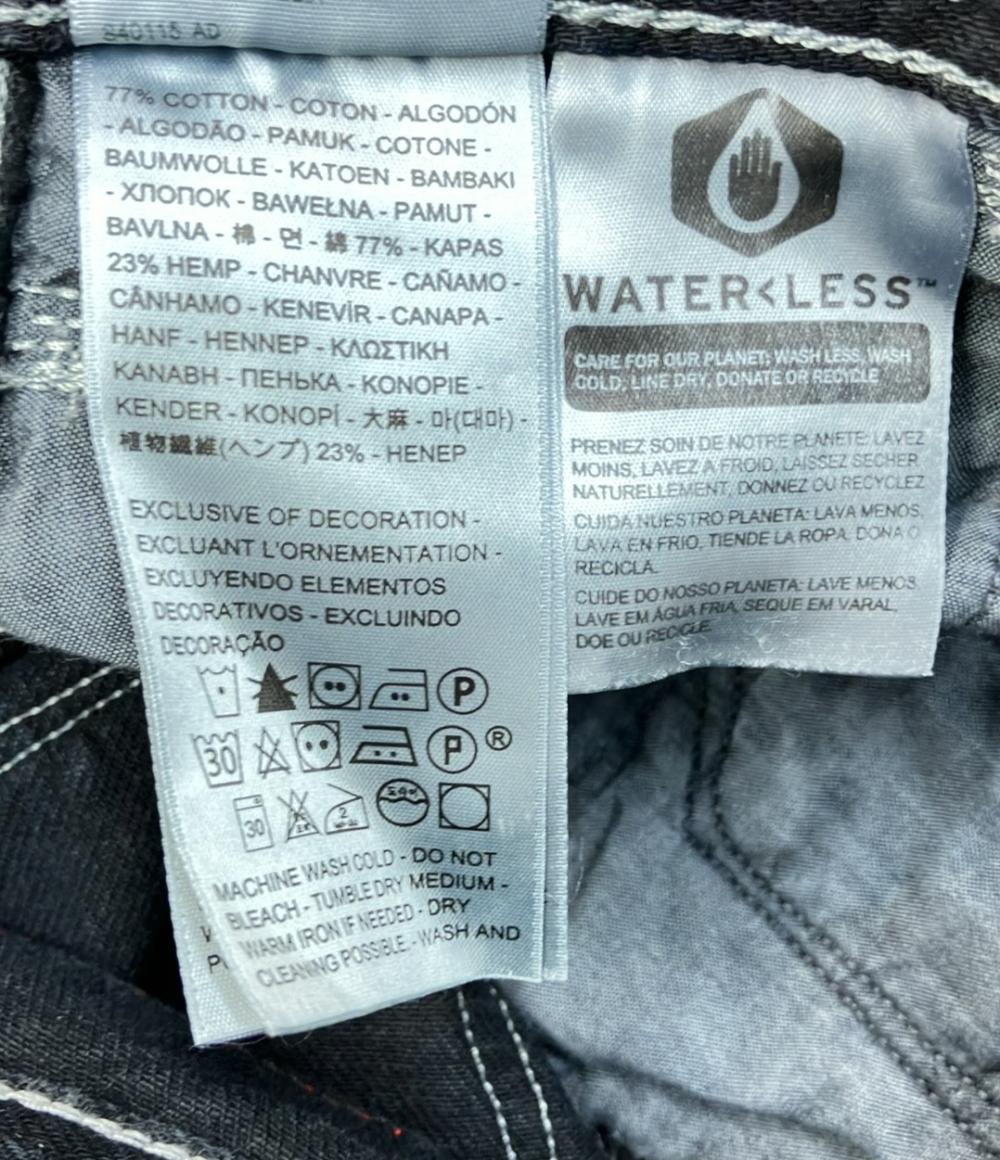 840115 AD
77% COTTON - COTON - ALGODÓN
- ALGODÃO - PAMUK - COTONE -
BAUMWOLLE - KATOEN - BAMBAKI
- ХЛОПОК - BAWEŁNA - PAMUT -
BAVLNA - 棉 - 면 - 綿 77% - KAPAS
23% HEMP - CHANVRE - CAÑAMO -
CÂNHAMO - KENEVİR - CANAPA -
HANF - HENNEP - ΚΛΩΣΤΙΚΗ
ΚΑΝΑΒΗ - ПЕНЬКА - KONOPIE -
KENDER - KONOPÍ - 大麻 - 마(대마) -
植物繊維(ヘンプ) 23% - HENEP
EXCLUSIVE OF DECORATION -
EXCLUANT L'ORNEMENTATION -
EXCLUYENDO ELEMENTOS
DECORATIVOS - EXCLUINDO
DECORAÇÃO
P
30 P ®
30 2
MACHINE WASH COLD - DO NOT
BLEACH - TUMBLE DRY MEDIUM -
WARM IRON IF NEEDED - DRY
CLEANING POSSIBLE. - WASH AND
WATER<LESS™
CARE FOR OUR PLANET: WASH LESS, WASH
COLD, LINE DRY, DONATE OR RECYCLE
PRENEZ SOIN DE NOTRE PLANETE: LAVEZ
MOINS, LAVEZ A FROID, LAISSEZ SECHER
NATURELLEMENT, DONNEZ OU RECYCLEZ
CUIDA NUESTRO PLANETA: LAVA MENOS,
LAVA EN FRIO, TIENDE LA ROPA, DONA O
RECICLA.
CUIDE DO NOSSO PLANETA: LAVE MENOS,
LAVE EM ÁGUA FRIA, SEQUE EM VARAL,
DOE OU RECICLE.